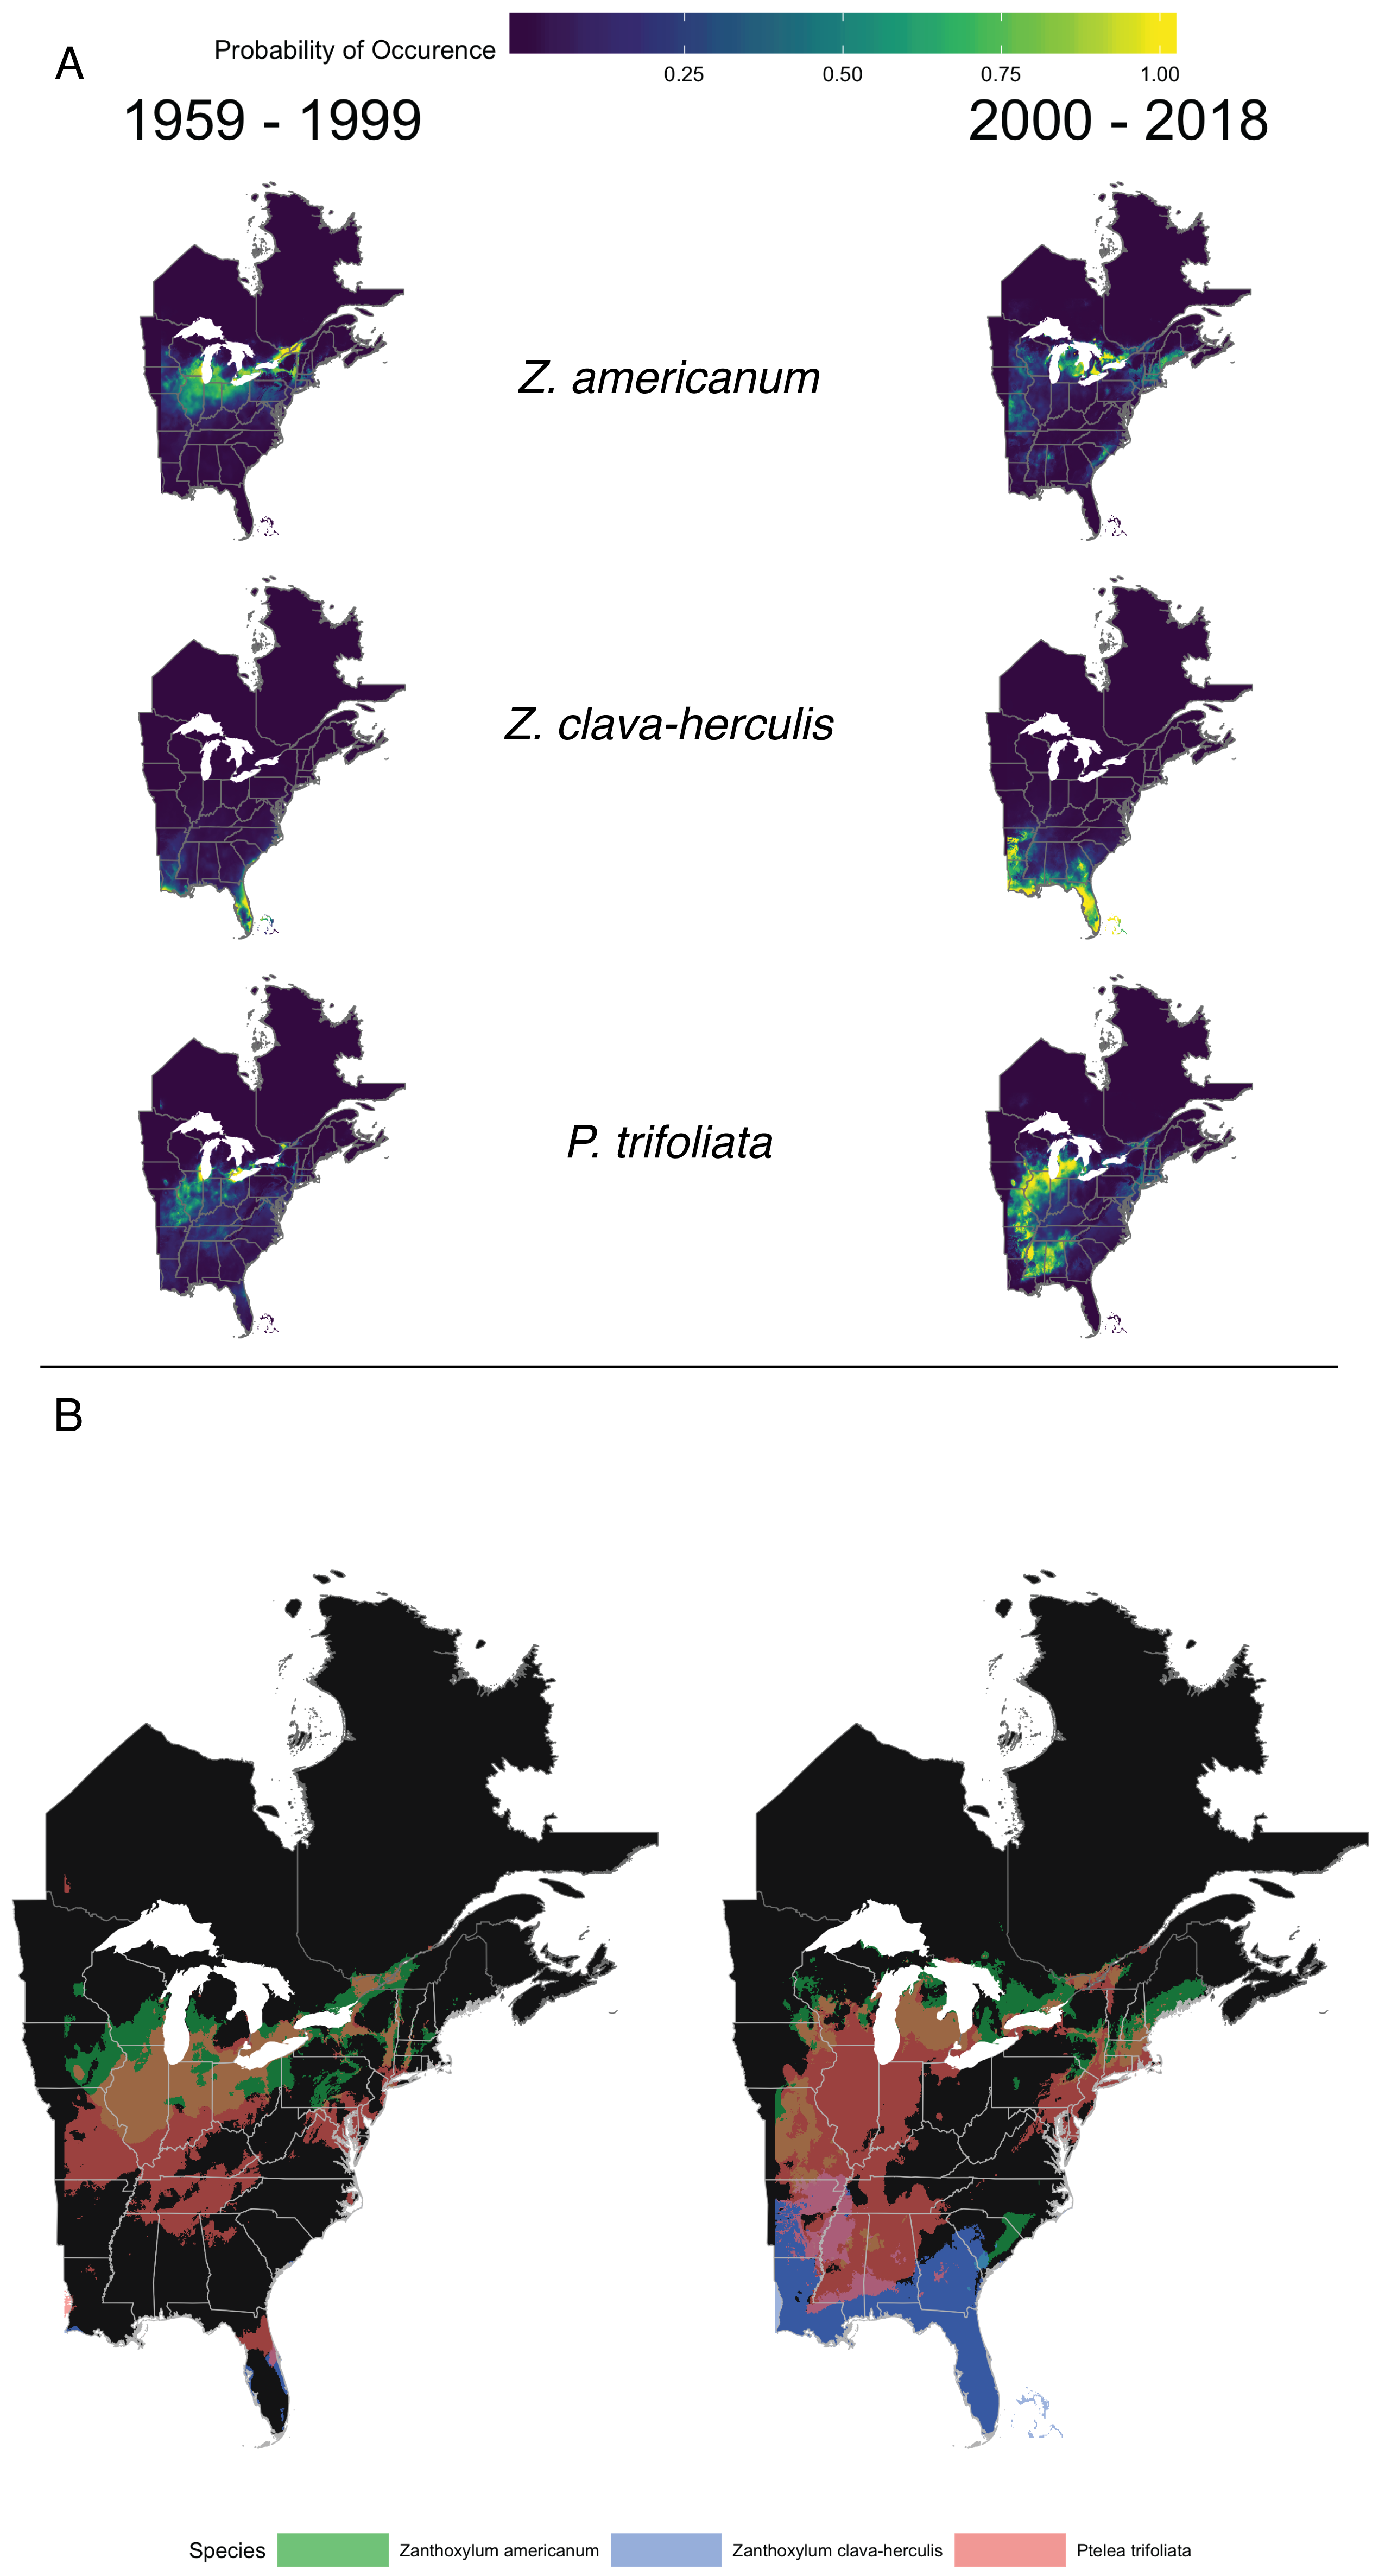 A
Probability of Occurence
0.25 0.50 0.75 1.00
1959 - 1999 2000 - 2018
Z. americanum
Z. clava-herculis
P. trifoliata
B
Species Zanthoxylum americanum Zanthoxylum clava-herculis Ptelea trifoliata